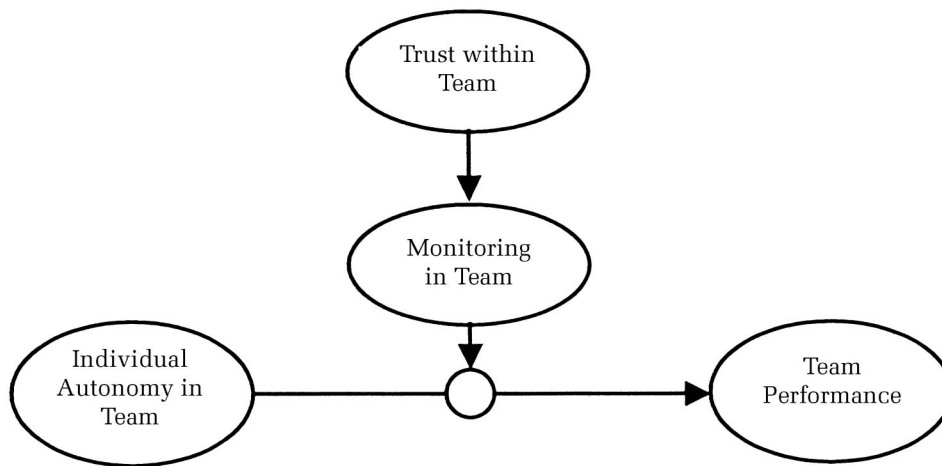 Trust within
Team
Monitoring
in Team
Individual
Autonomy in
Team
Team
Performance